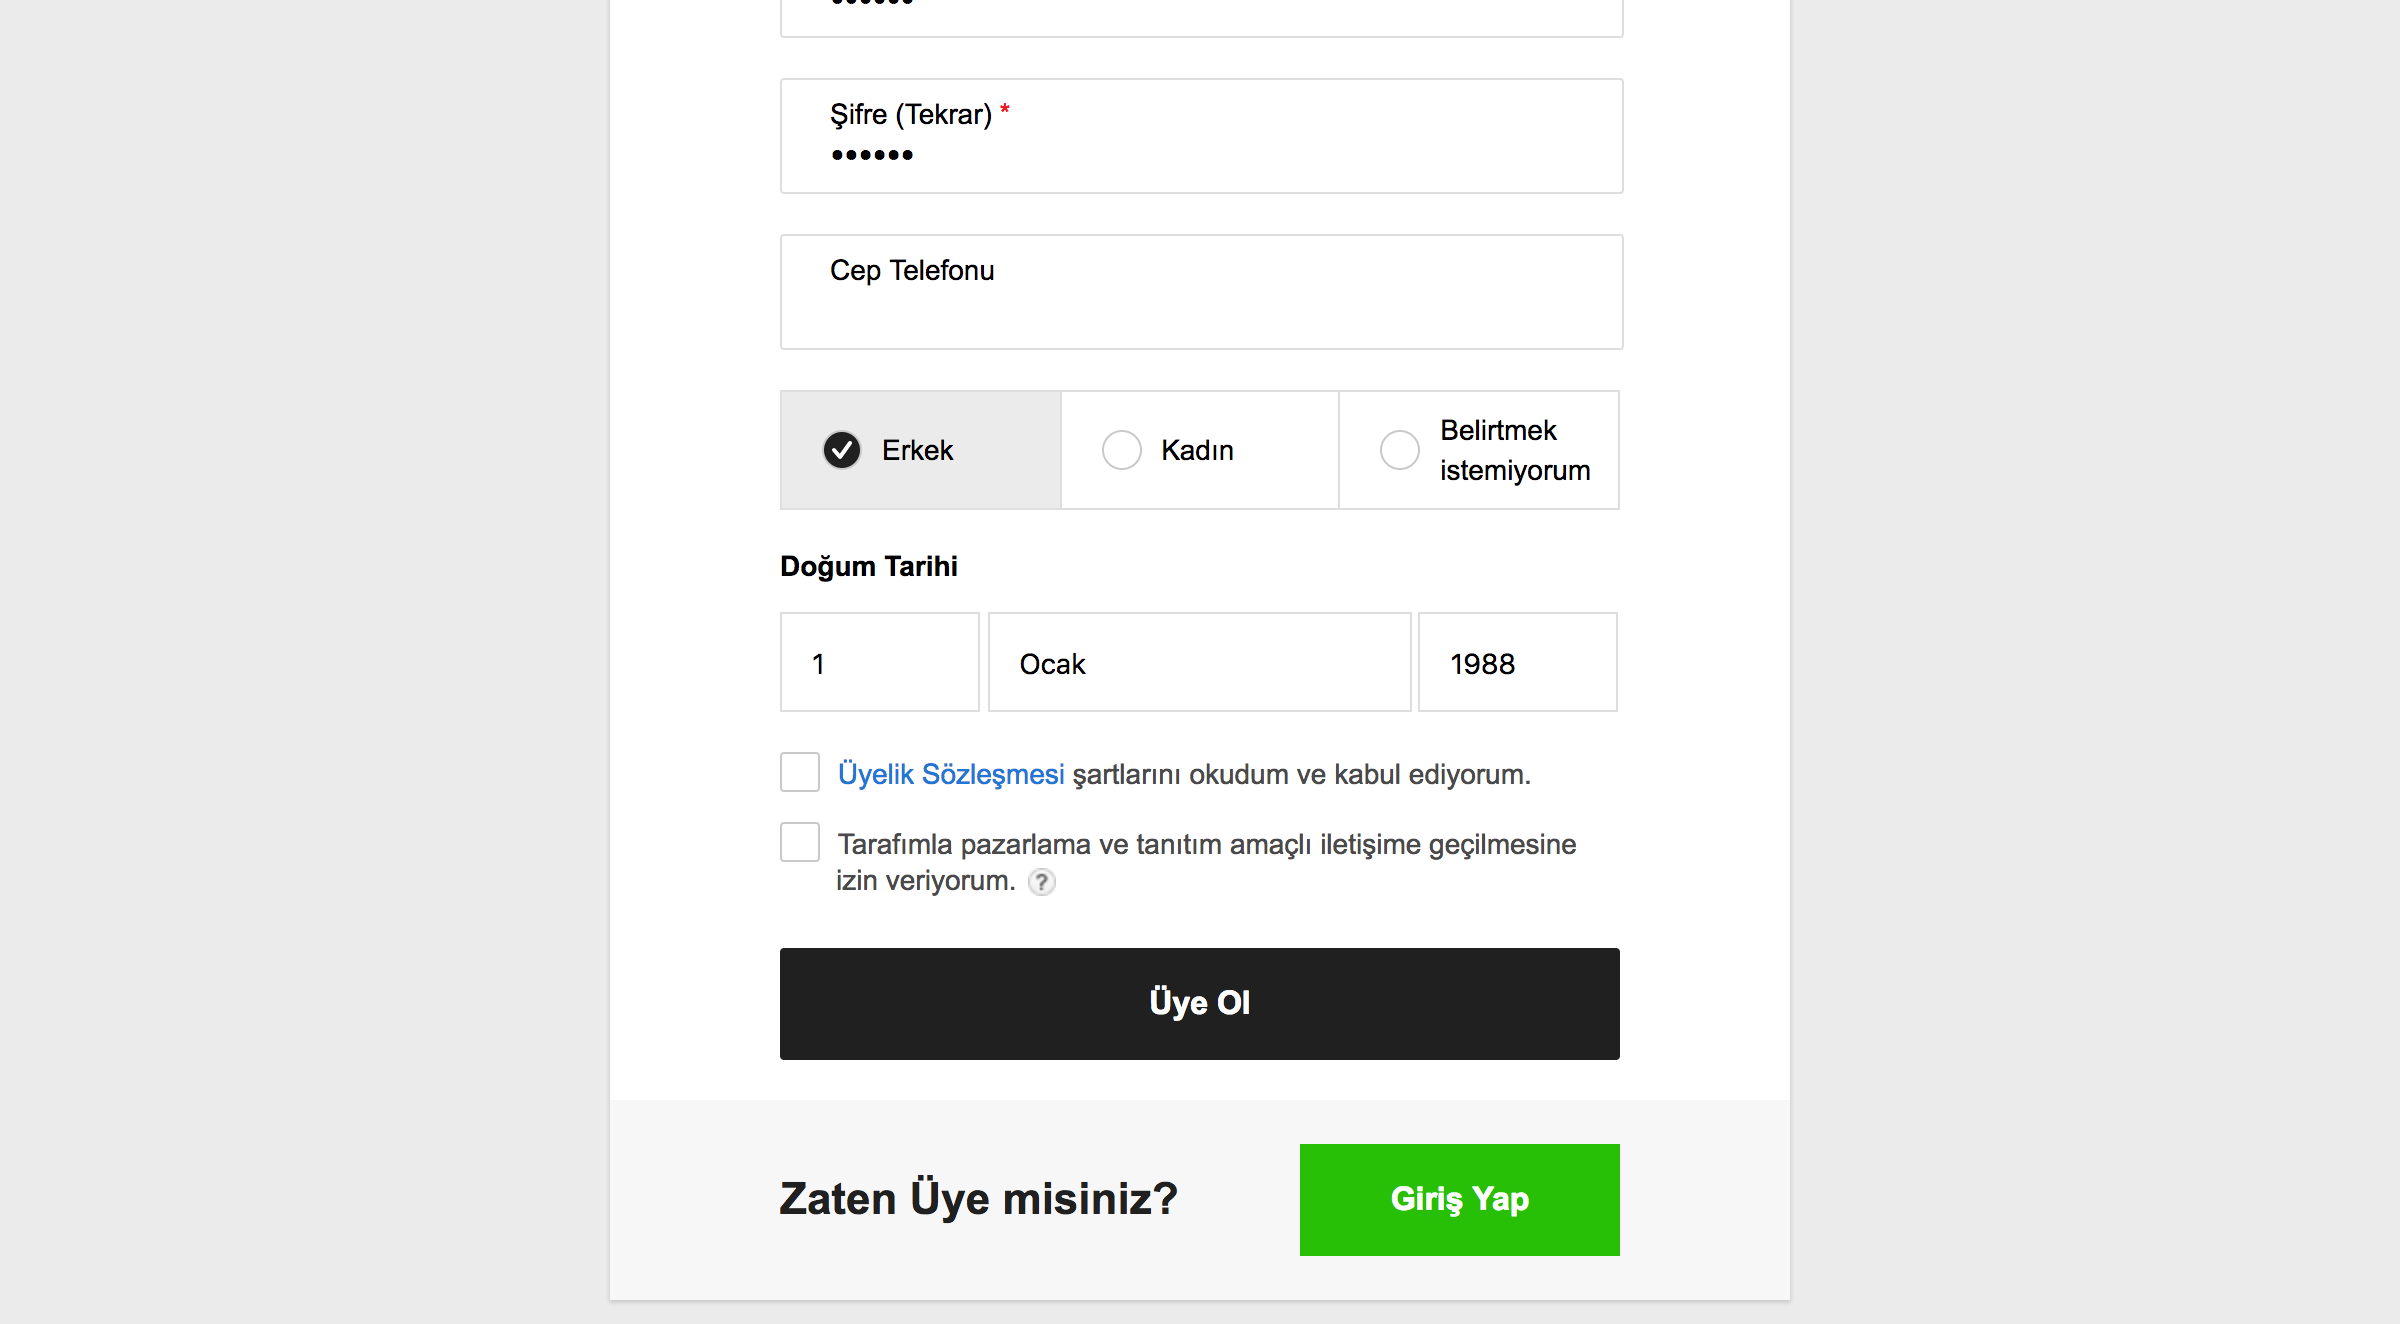 Şifre (Tekrar) *
••••••
Cep Telefonu
Erkek
Kadın
Belirtmek
istemiyorum
Doğum Tarihi
1
Ocak
1988
Üyelik Sözleşmesi şartlarını okudum ve kabul ediyorum.
Tarafımla pazarlama ve tanıtım amaçlı iletişime geçilmesine
izin veriyorum. ?
Üye Ol
Zaten Üye misiniz?
Giriş Yap